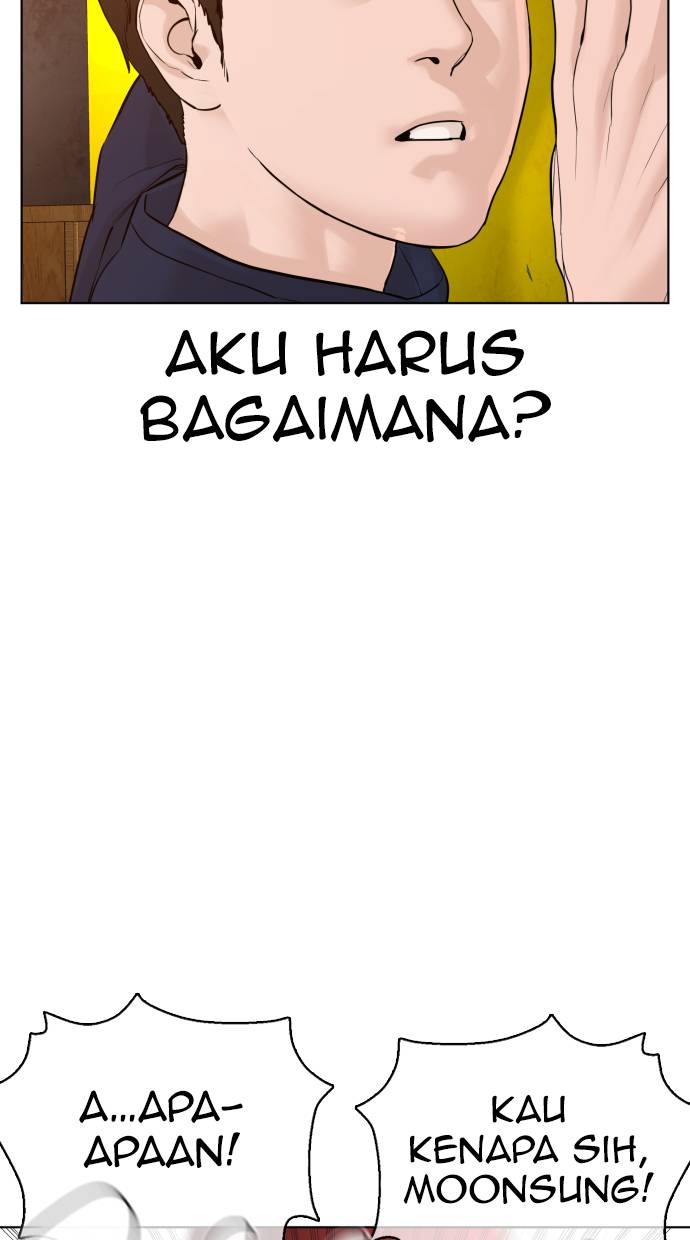 AKU HARUS
BAGAIMANA?
A...APA-
APAAN!
KAU
KENAPA SIH,
MOONSUNG!